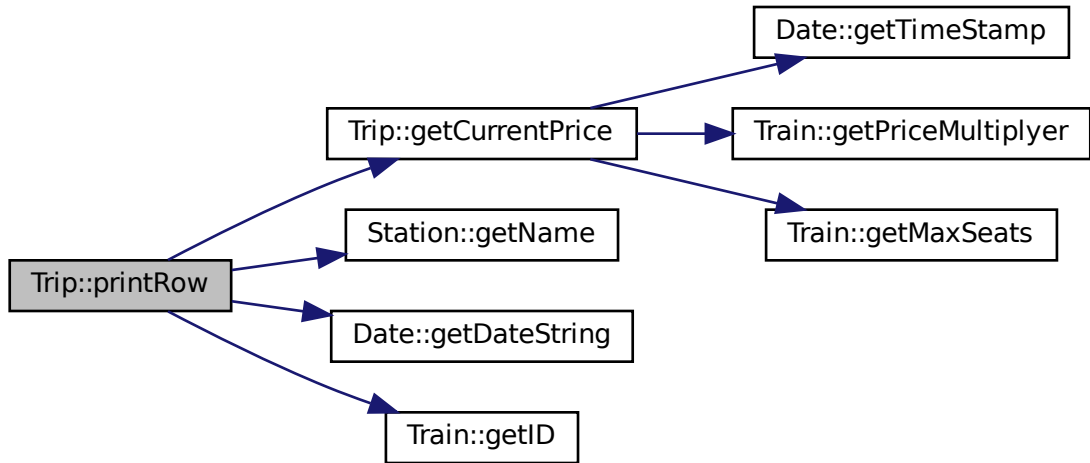 Date::getTimeStamp
Trip::getCurrentPrice
Train::getPriceMultiplyer
Station::getName
Train::getMaxSeats
Trip::printRow
Date::getDateString
Train::getID